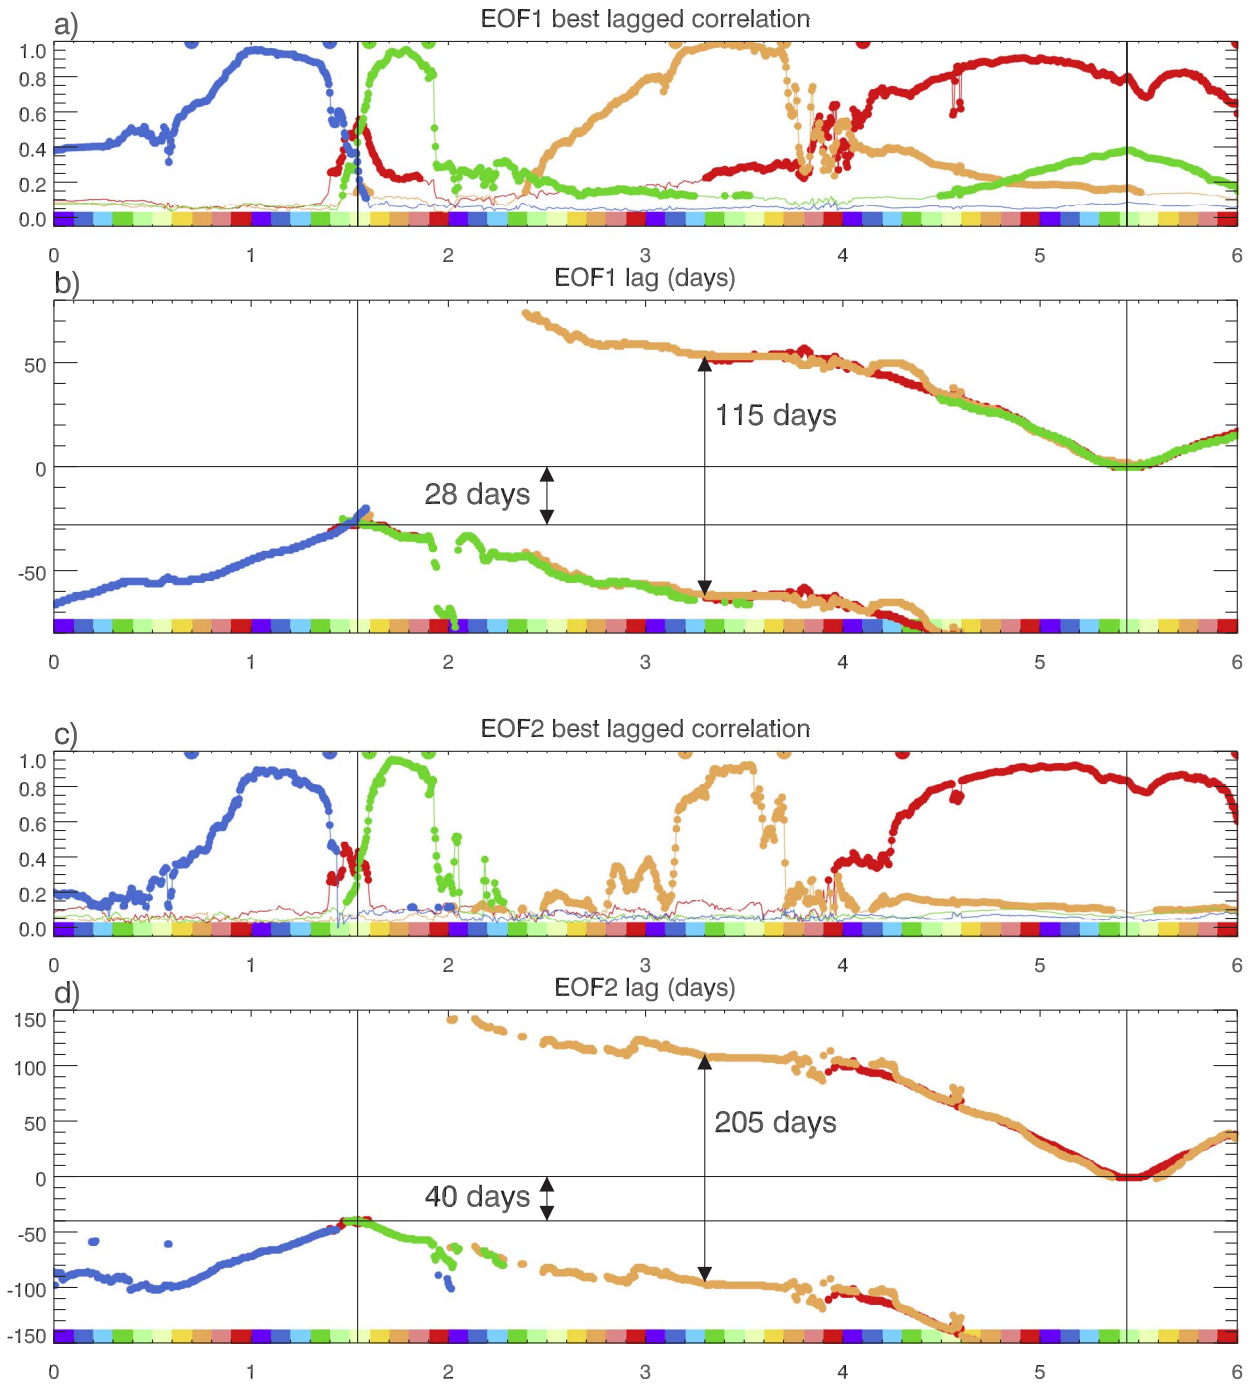 a)
EOF1 best lagged correlation
1.0
0.8
0.6
0.4
0.2
0.0
0 1 2 3 4 5 6
b)
EOF1 lag (days)
50
0
-50
115 days
28 days
0 1 2 3 4 5 6
c)
EOF2 best lagged correlation
1.0
0.8
0.6
0.4
0.2
0.0
0 1 2 3 4 5 6
d)
EOF2 lag (days)
150
100
50
0
-50
-100
-150
205 days
40 days
0 1 2 3 4 5 6